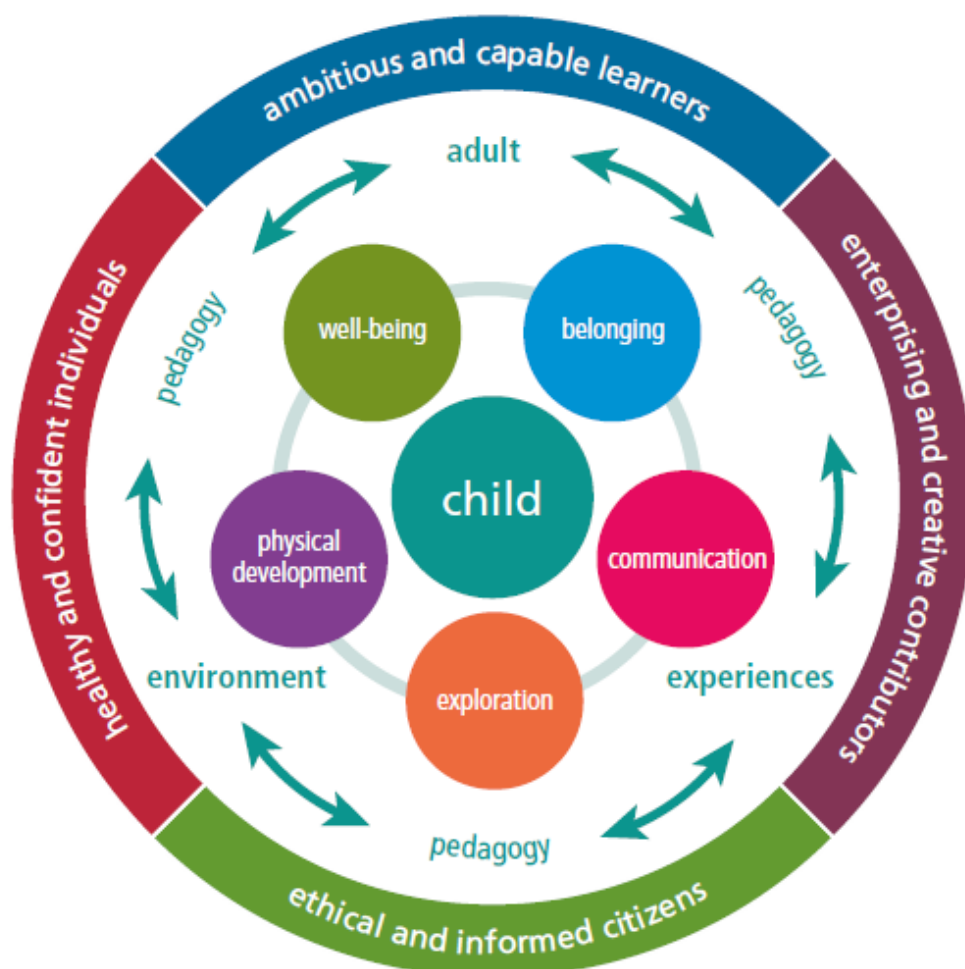 ambitious and capable learners
adult
enterprising and creative contributors
healthy and confident individuals
pedagogy
pedagogy
well-being
belonging
child
physical
development
communication
environment
experiences
exploration
pedagogy
ethical and informed citizens